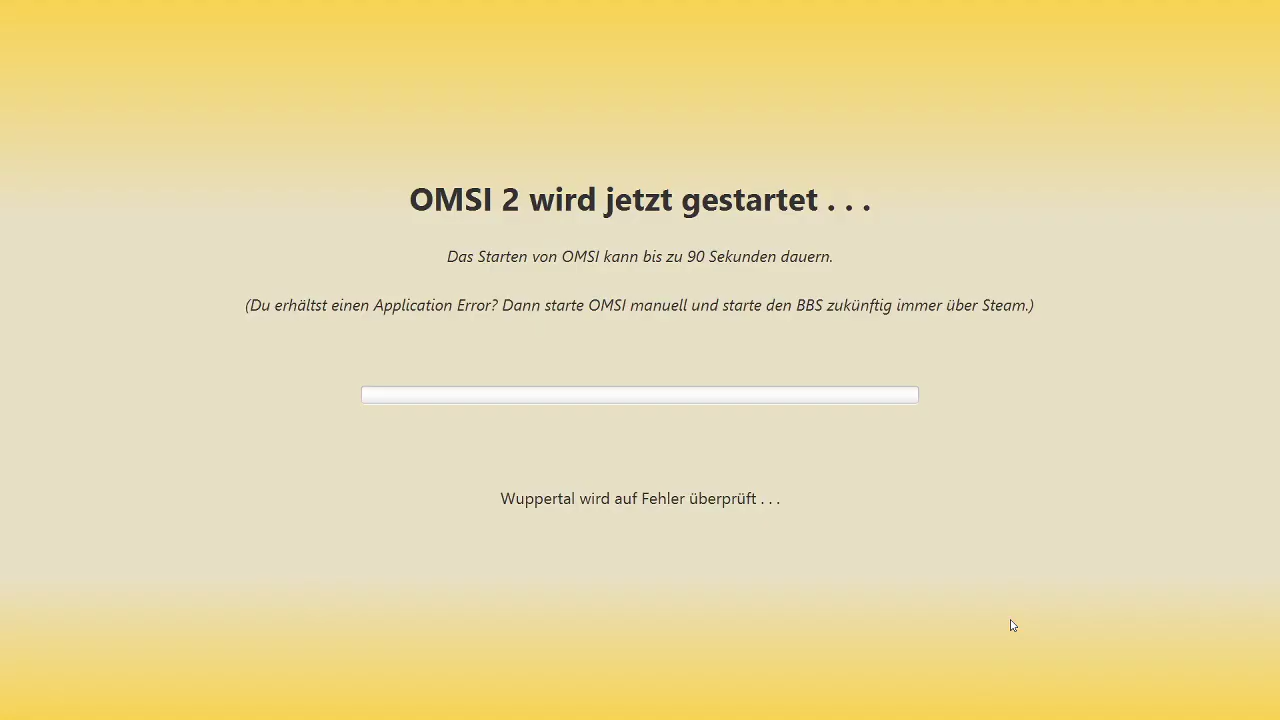 OMSI 2 wird jetzt gestartet . . .
Das Starten von OMSI kann bis zu 90 Sekunden dauern.
(Du erhältst einen Application Error? Dann starte OMSI manuell und starte den BBS zukünftig immer über Steam.)
Wuppertal wird auf Fehler überprüft . . .